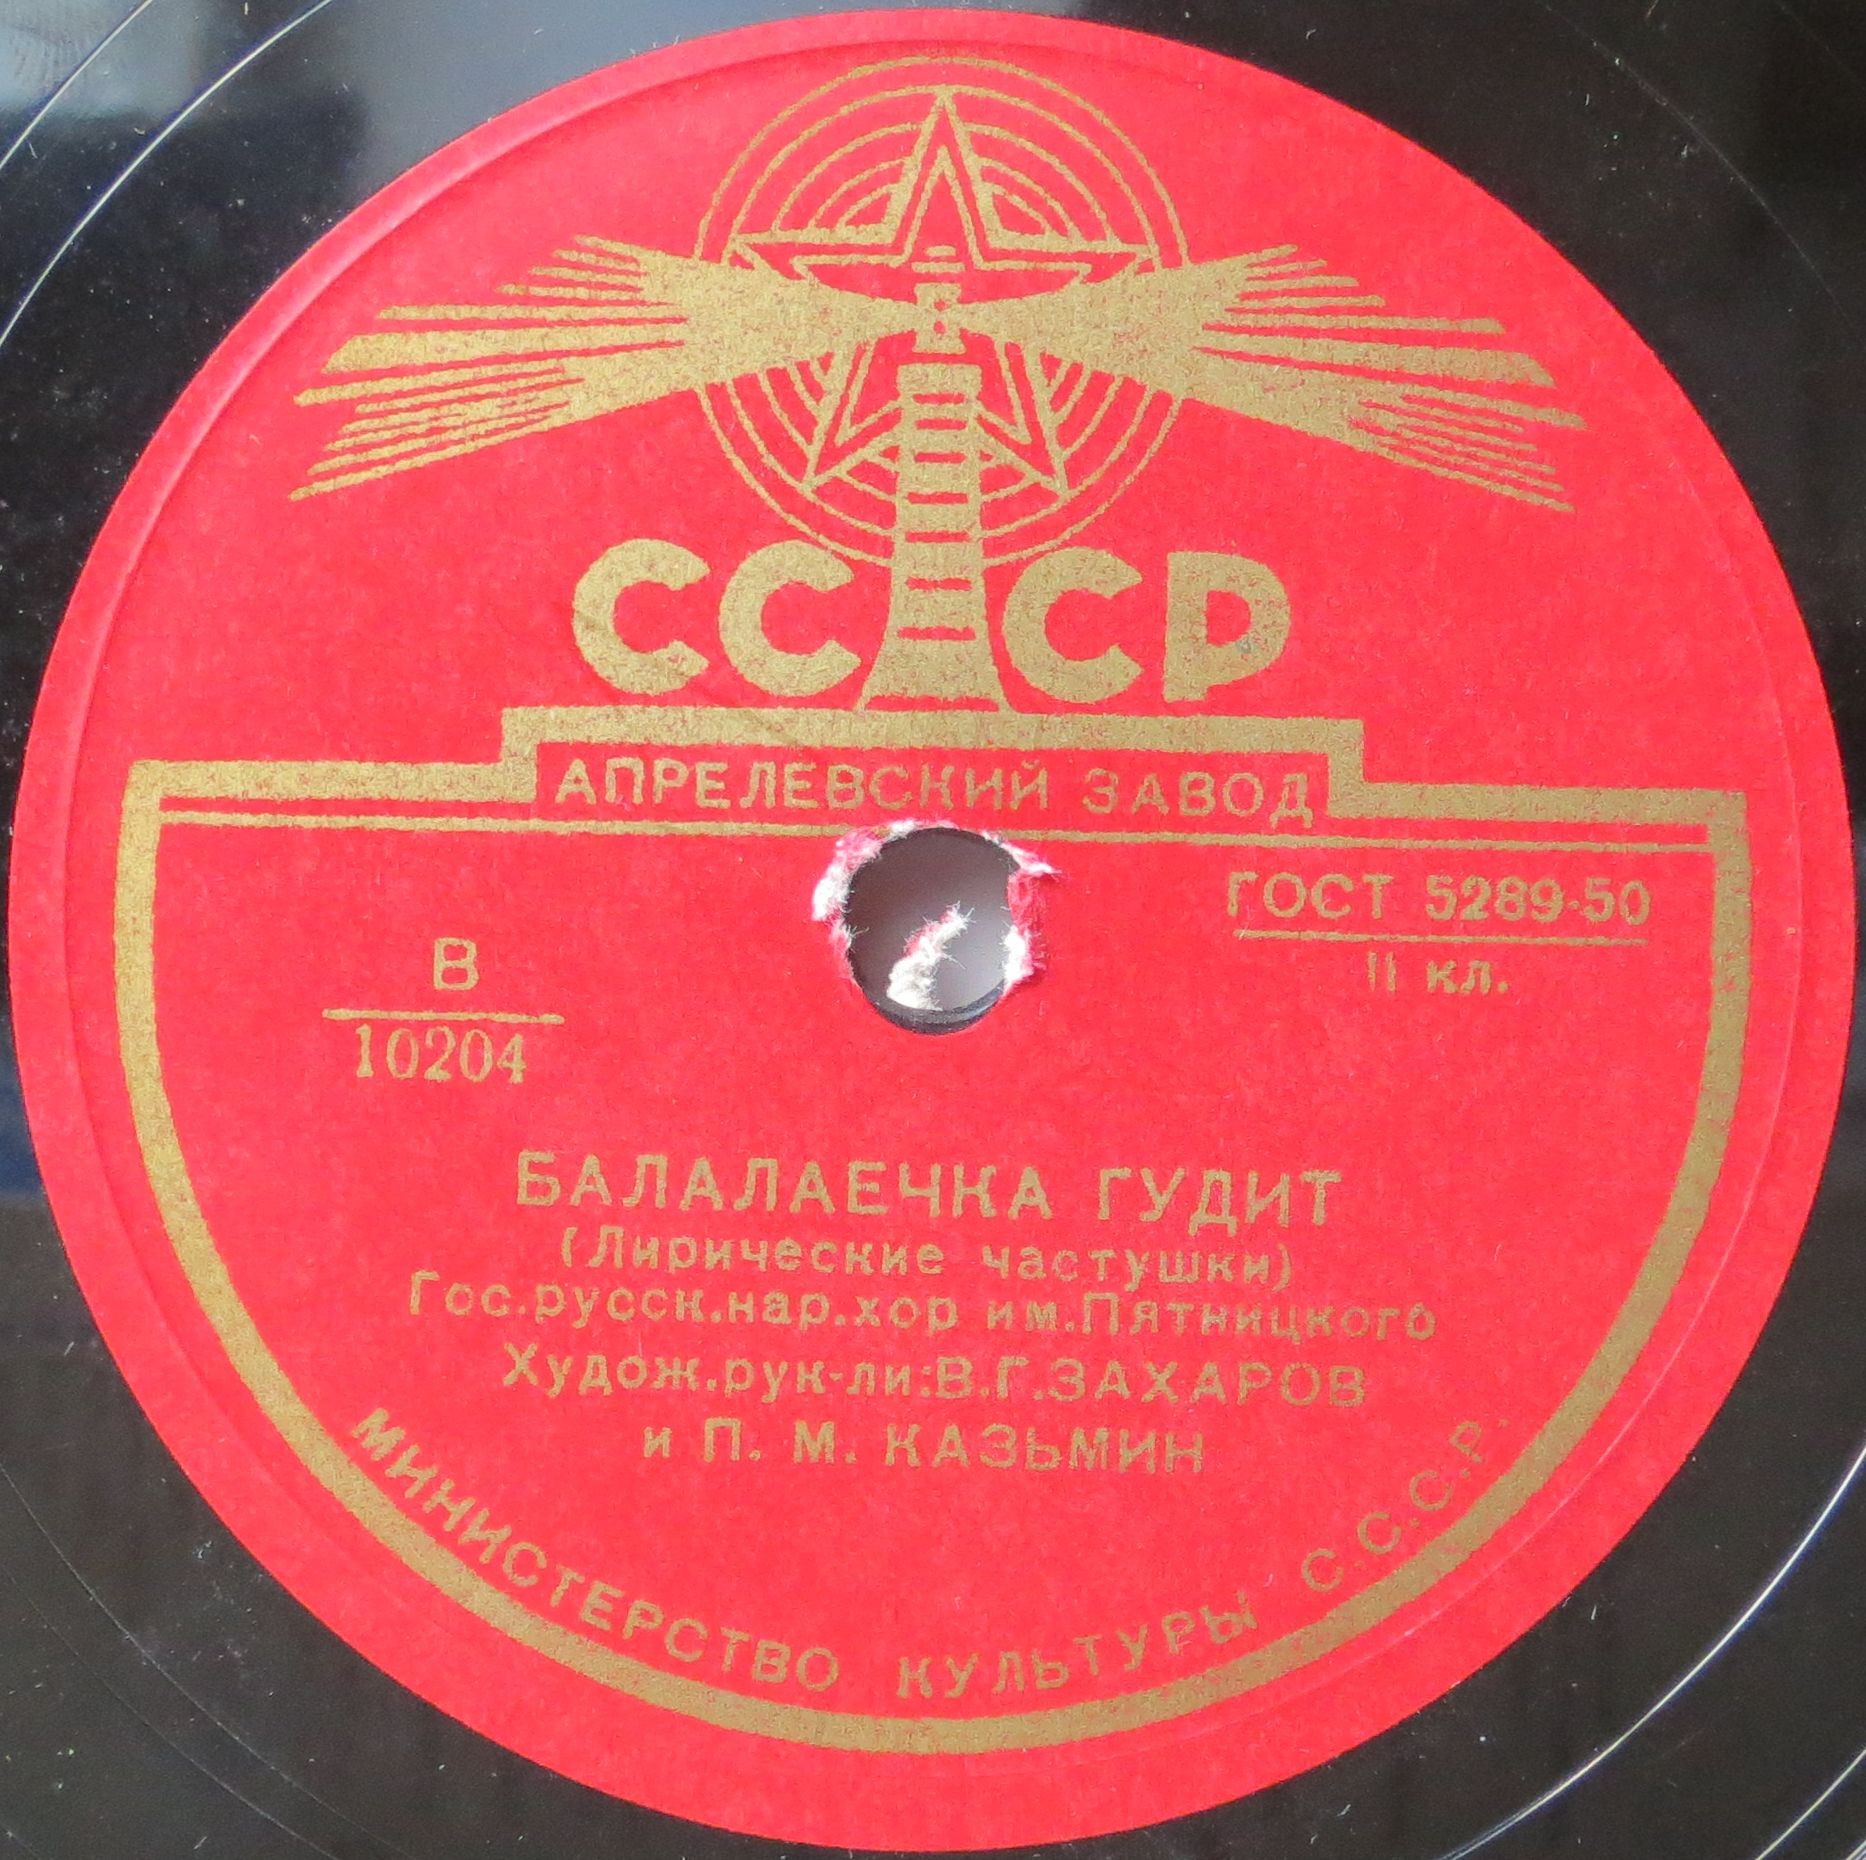 СССР
АПРЕЛЕВСКИЙ ЗАВОД
ГОСТ 5289-50
II кл.
В
10204
БАЛАЛАЕЧКА ГУДИТ
(Лирические частушки)
Гос.русск.нар.хор им.Пятницкого
Худож.рук-ли:В.Г.ЗАХАРОВ
и П. М. КАЗЬМИН
МИНИСТЕРСТВО КУЛЬТУРЫ С.С.С.Р.